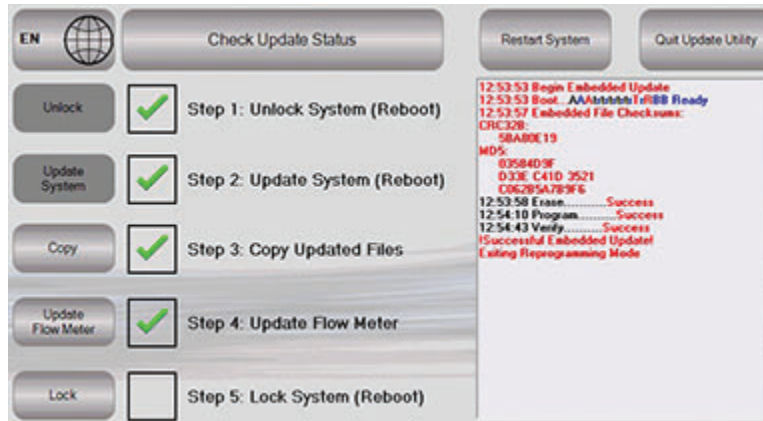 EN
Check Update Status
Restart System
Quit Update Utility
Unlock
Step 1: Unlock System (Reboot)
Update
System
Step 2: Update System (Reboot)
Copy
Step 3: Copy Updated Files
Update
Flow Meter
Step 4: Update Flow Meter
Lock
Step 5: Lock System (Reboot)
12:53:53 Begin Embedded Update
12:53:53 Boot... Ready
12:53:57 Embedded File Checksums:
CRC32B:
5BA80E19
MD5:
03584D9F
D33E C41D 3521
C062B5A7B9F6
12:53:58 Erase.............Success
12:54:10 Program.............Success
12:54:43 Verify.............Success
!Successful Embedded Update!
Exiting Reprogramming Mode